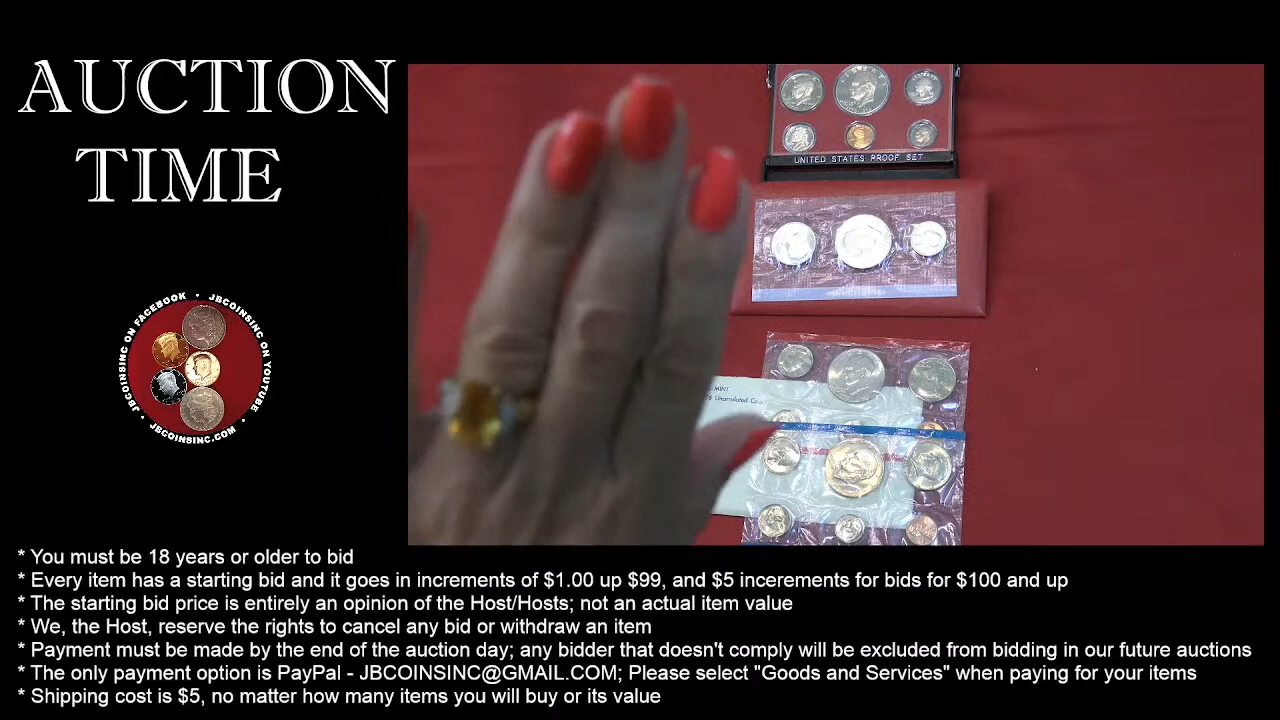 AUCTION
TIME
UNITED STATES PROOF SET
MINT
JBCOINSINC ON FACEBOOK • JBCOINSINC ON YOUTUBE • JBCOINSINC.COM •
* You must be 18 years or older to bid
* Every item has a starting bid and it goes in increments of $1.00 up $99, and $5 incerements for bids for $100 and up
* The starting bid price is entirely an opinion of the Host/Hosts; not an actual item value
* We, the Host, reserve the rights to cancel any bid or withdraw an item
* Payment must be made by the end of the auction day; any bidder that doesn't comply will be excluded from bidding in our future auctions
* The only payment option is PayPal - JBCOINSINC@GMAIL.COM; Please select "Goods and Services" when paying for your items
* Shipping cost is $5, no matter how many items you will buy or its value